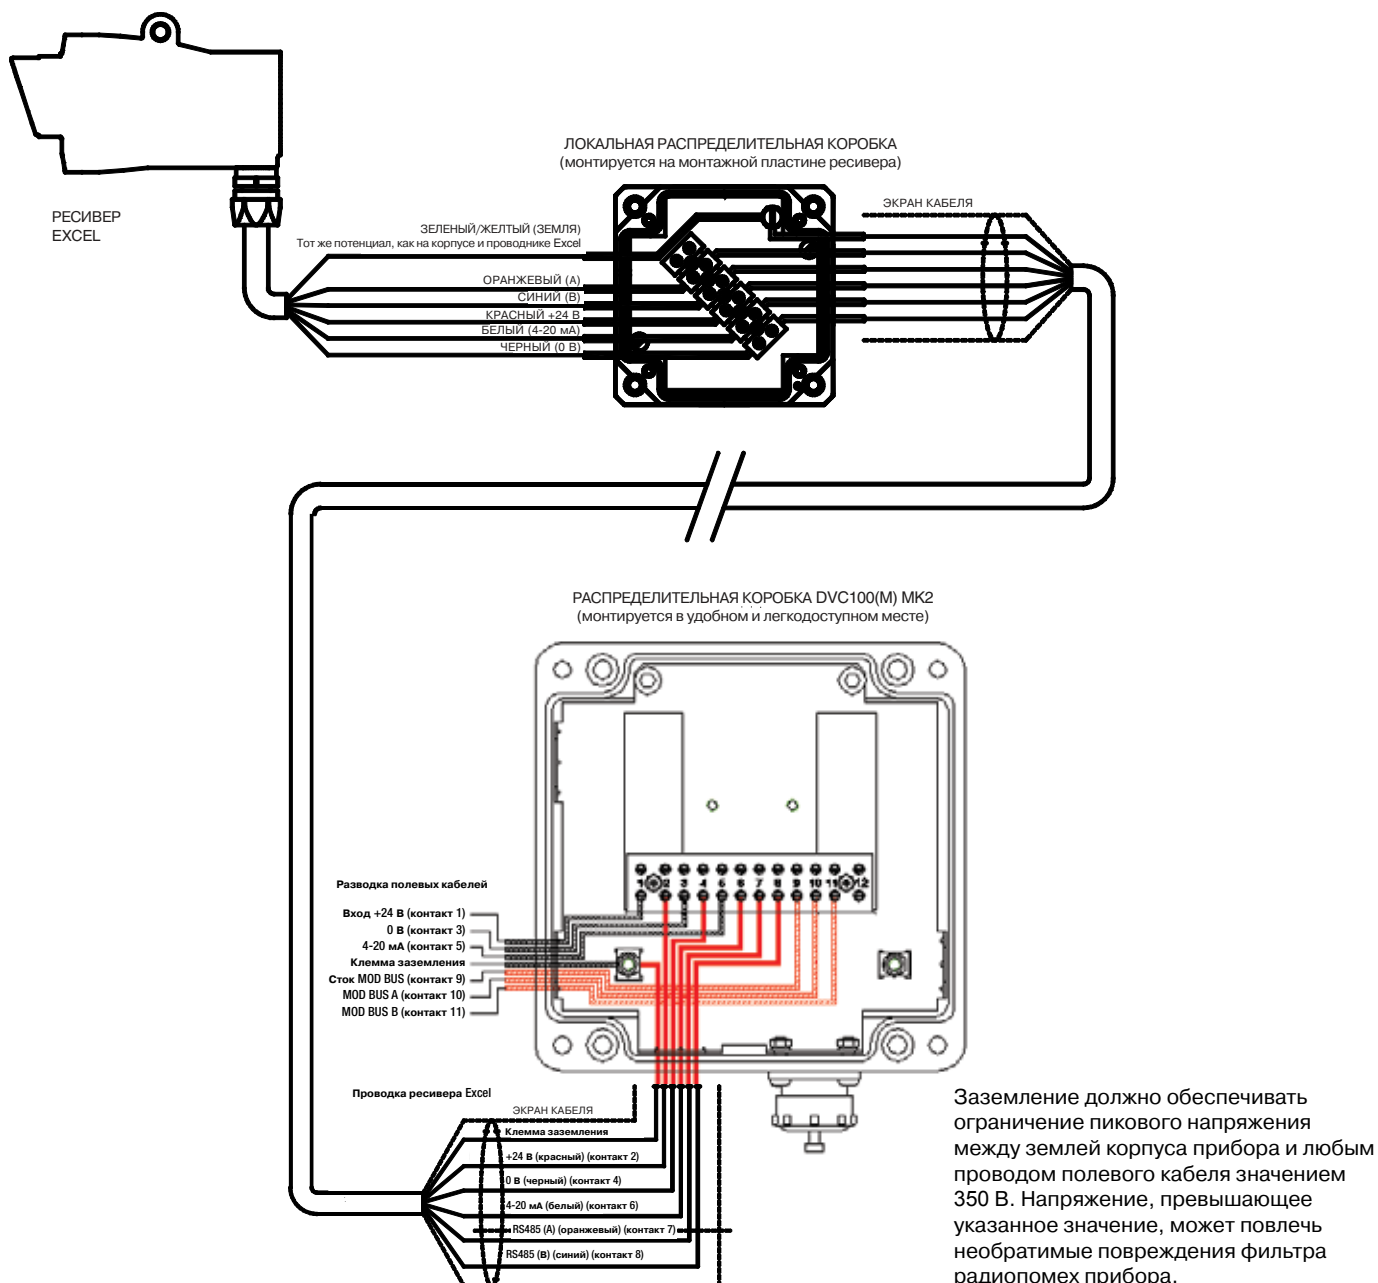 ЛОКАЛЬНАЯ РАСПРЕДЕЛИТЕЛЬНАЯ КОРОБКА
(монтируется на монтажной пластине ресивера)
ЭКРАН КАБЕЛЯ
РЕСИВЕР
EXCEL
ЗЕЛЕНЫЙ/ЖЕЛТЫЙ (ЗЕМЛЯ)
Тот же потенциал, как на корпусе и проводнике Excel
ОРАНЖЕВЫЙ (А)
СИНИЙ (В)
КРАСНЫЙ +24 В
БЕЛЫЙ (4-20 мА)
ЧЕРНЫЙ (0 В)
РАСПРЕДЕЛИТЕЛЬНАЯ КОРОБКА DVC100(M) MK2
(монтируется в удобном и легкодоступном месте)
1 2 3 4 5 6 7 8 9 10 11 12
Разводка полевых кабелей
Вход +24 В (контакт 1)
0 В (контакт 3)
4-20 мА (контакт 5)
Клемма заземления
Сток MOD BUS (контакт 9)
MOD BUS A (контакт 10)
MOD BUS B (контакт 11)
Проводка ресивера Excel
ЭКРАН КАБЕЛЯ
Клемма заземления
+24 В (красный) (контакт 2)
0 В (черный) (контакт 4)
4-20 мА (белый) (контакт 6)
RS485 (А) (оранжевый) (контакт 7)
RS485 (В) (синий) (контакт 8)
Заземление должно обеспечивать
ограничение пикового напряжения
между землей корпуса прибора и любым
проводом полевого кабеля значением
350 В. Напряжение, превышающее
указанное значение, может повлечь
необратимые повреждения фильтра
радиопомех прибора.